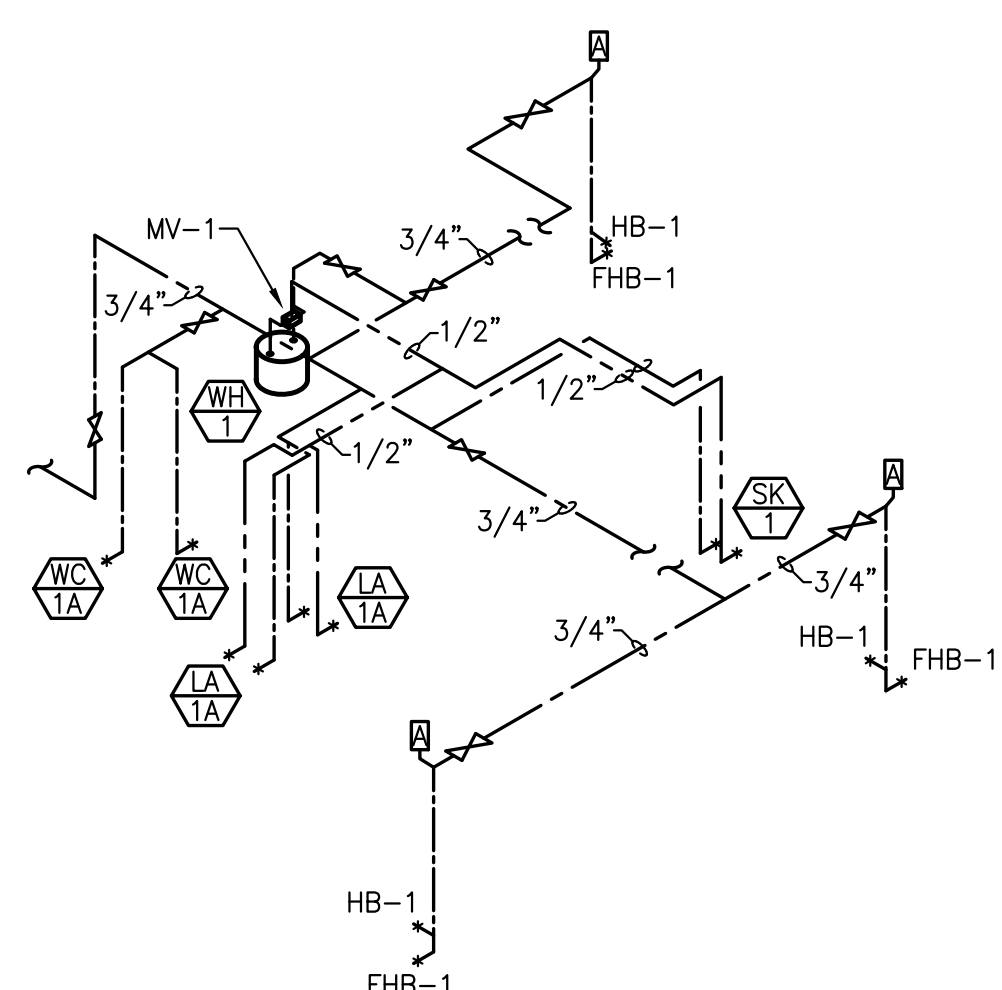 A
HB-1
FHB-1
MV-1
3/4"
3/4"
1/2"
1/2"
WH
1
1/2"
3/4"
SK
1
A
3/4"
WC
1A
WC
1A
LA
1A
3/4"
HB-1
FHB-1
LA
1A
A
HB-1
FHB-1